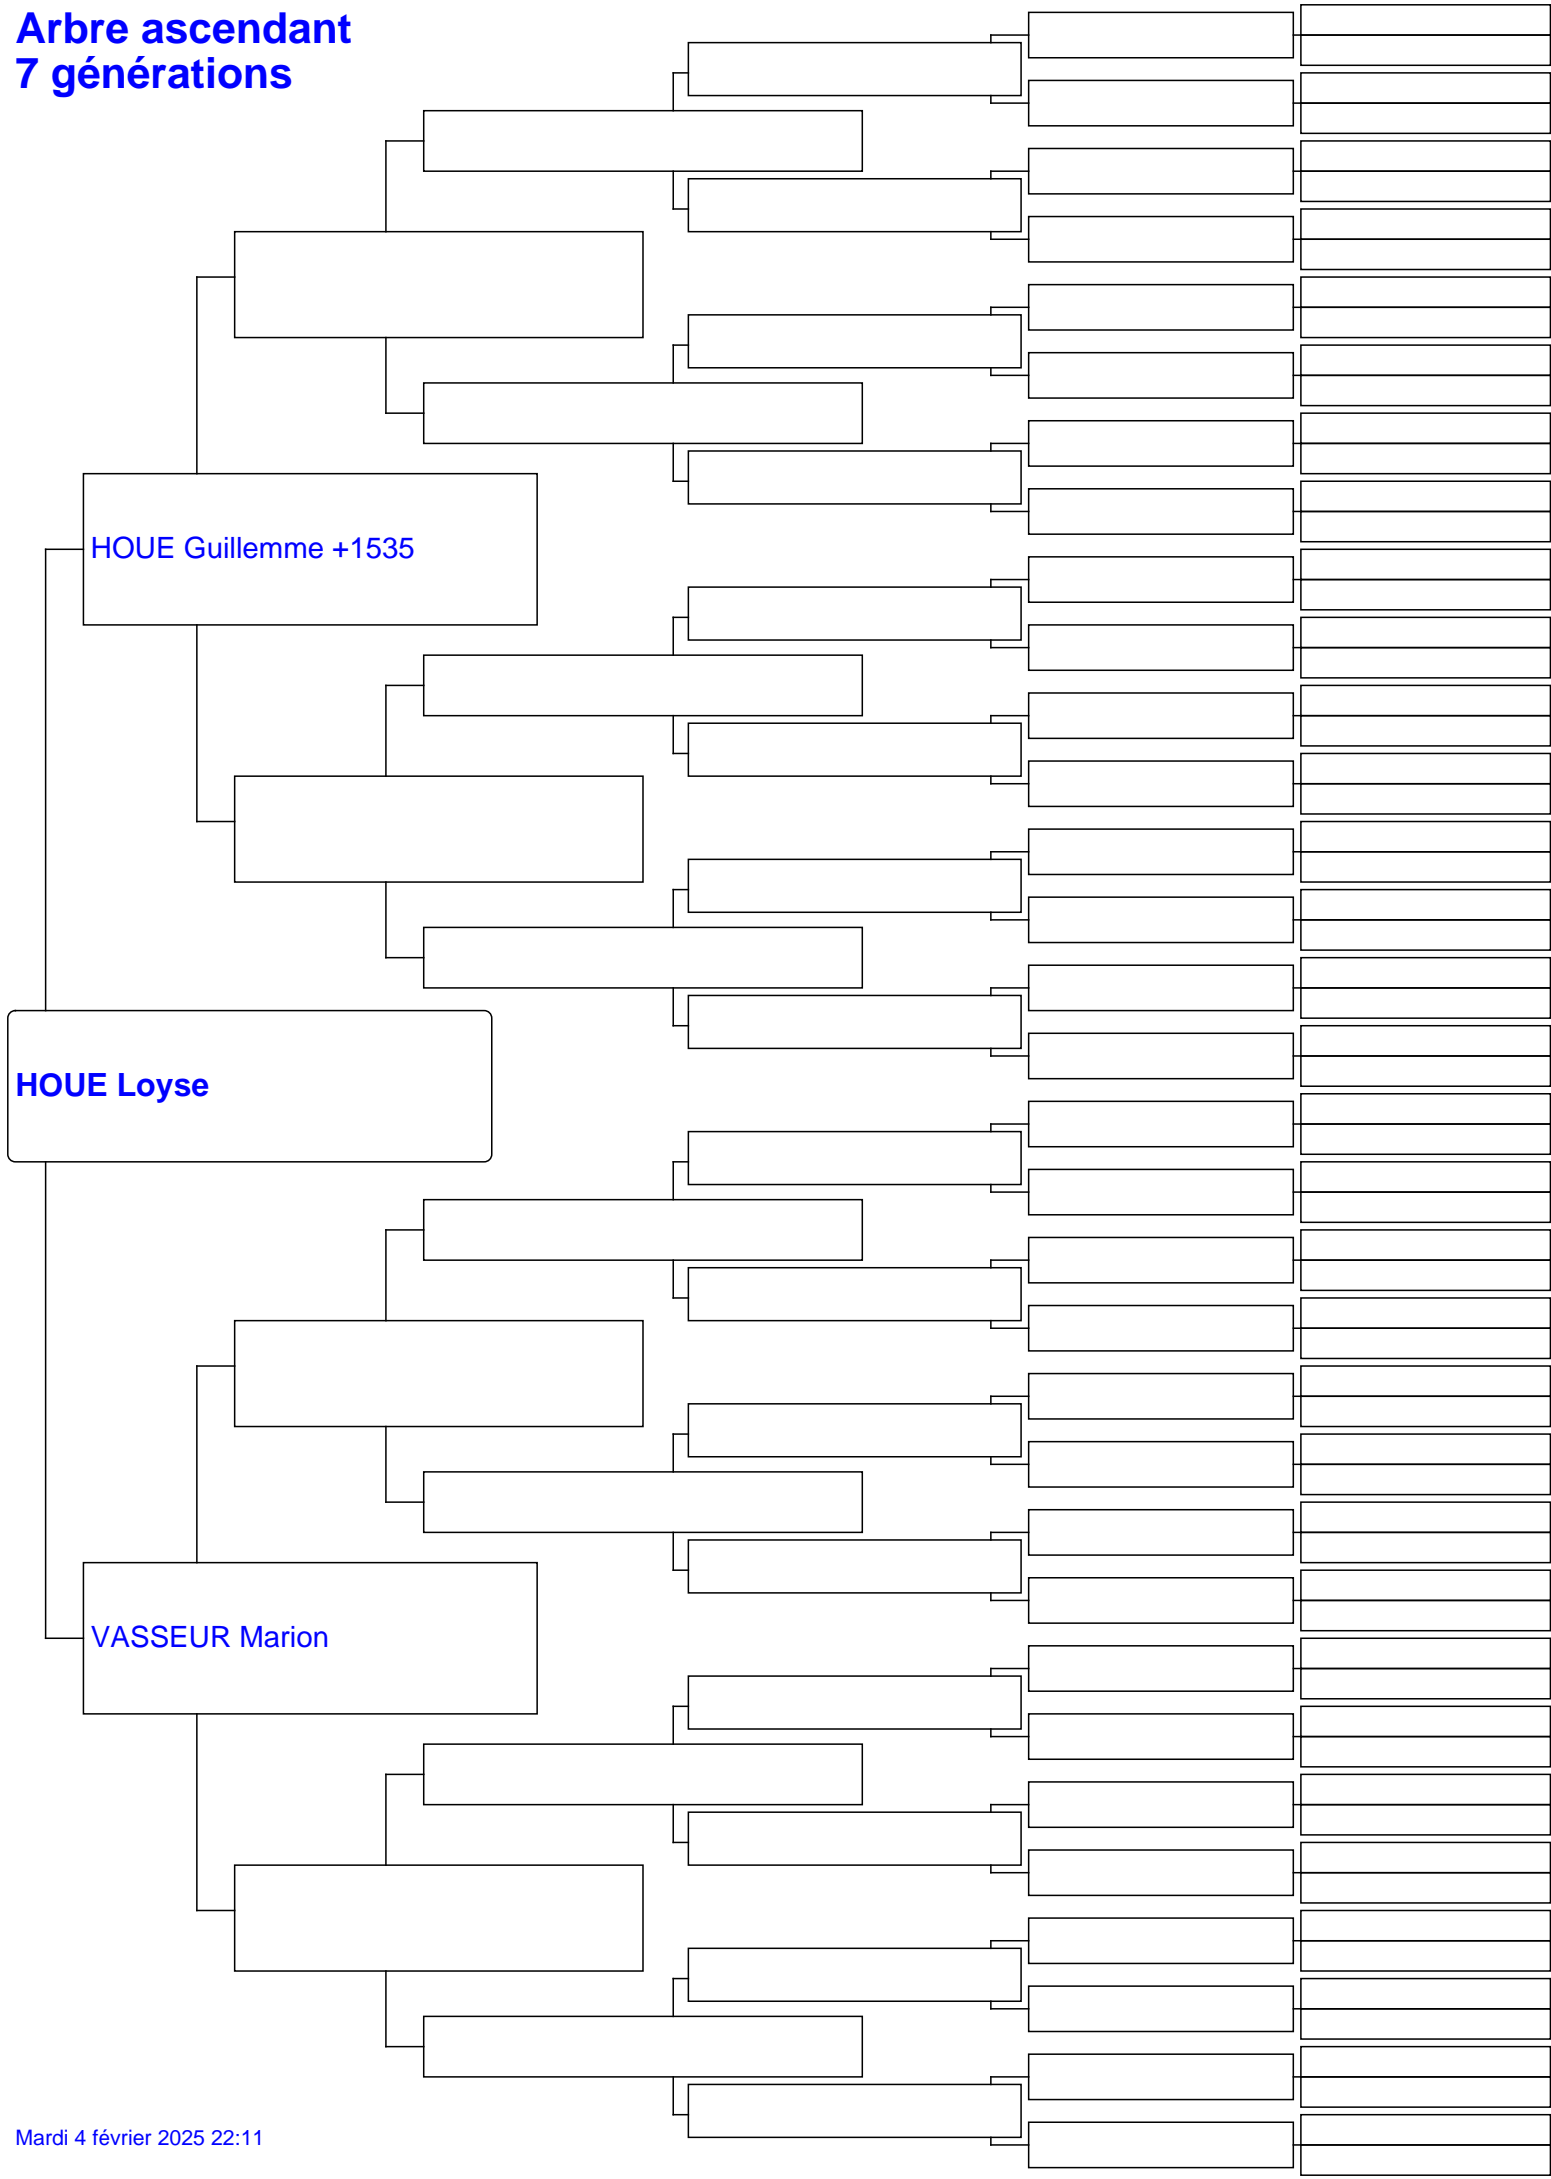 Arbre ascendant
7 générations
HOUE Guillemme +1535
HOUE Loyse
VASSEUR Marion
Mardi 4 février 2025 22:11